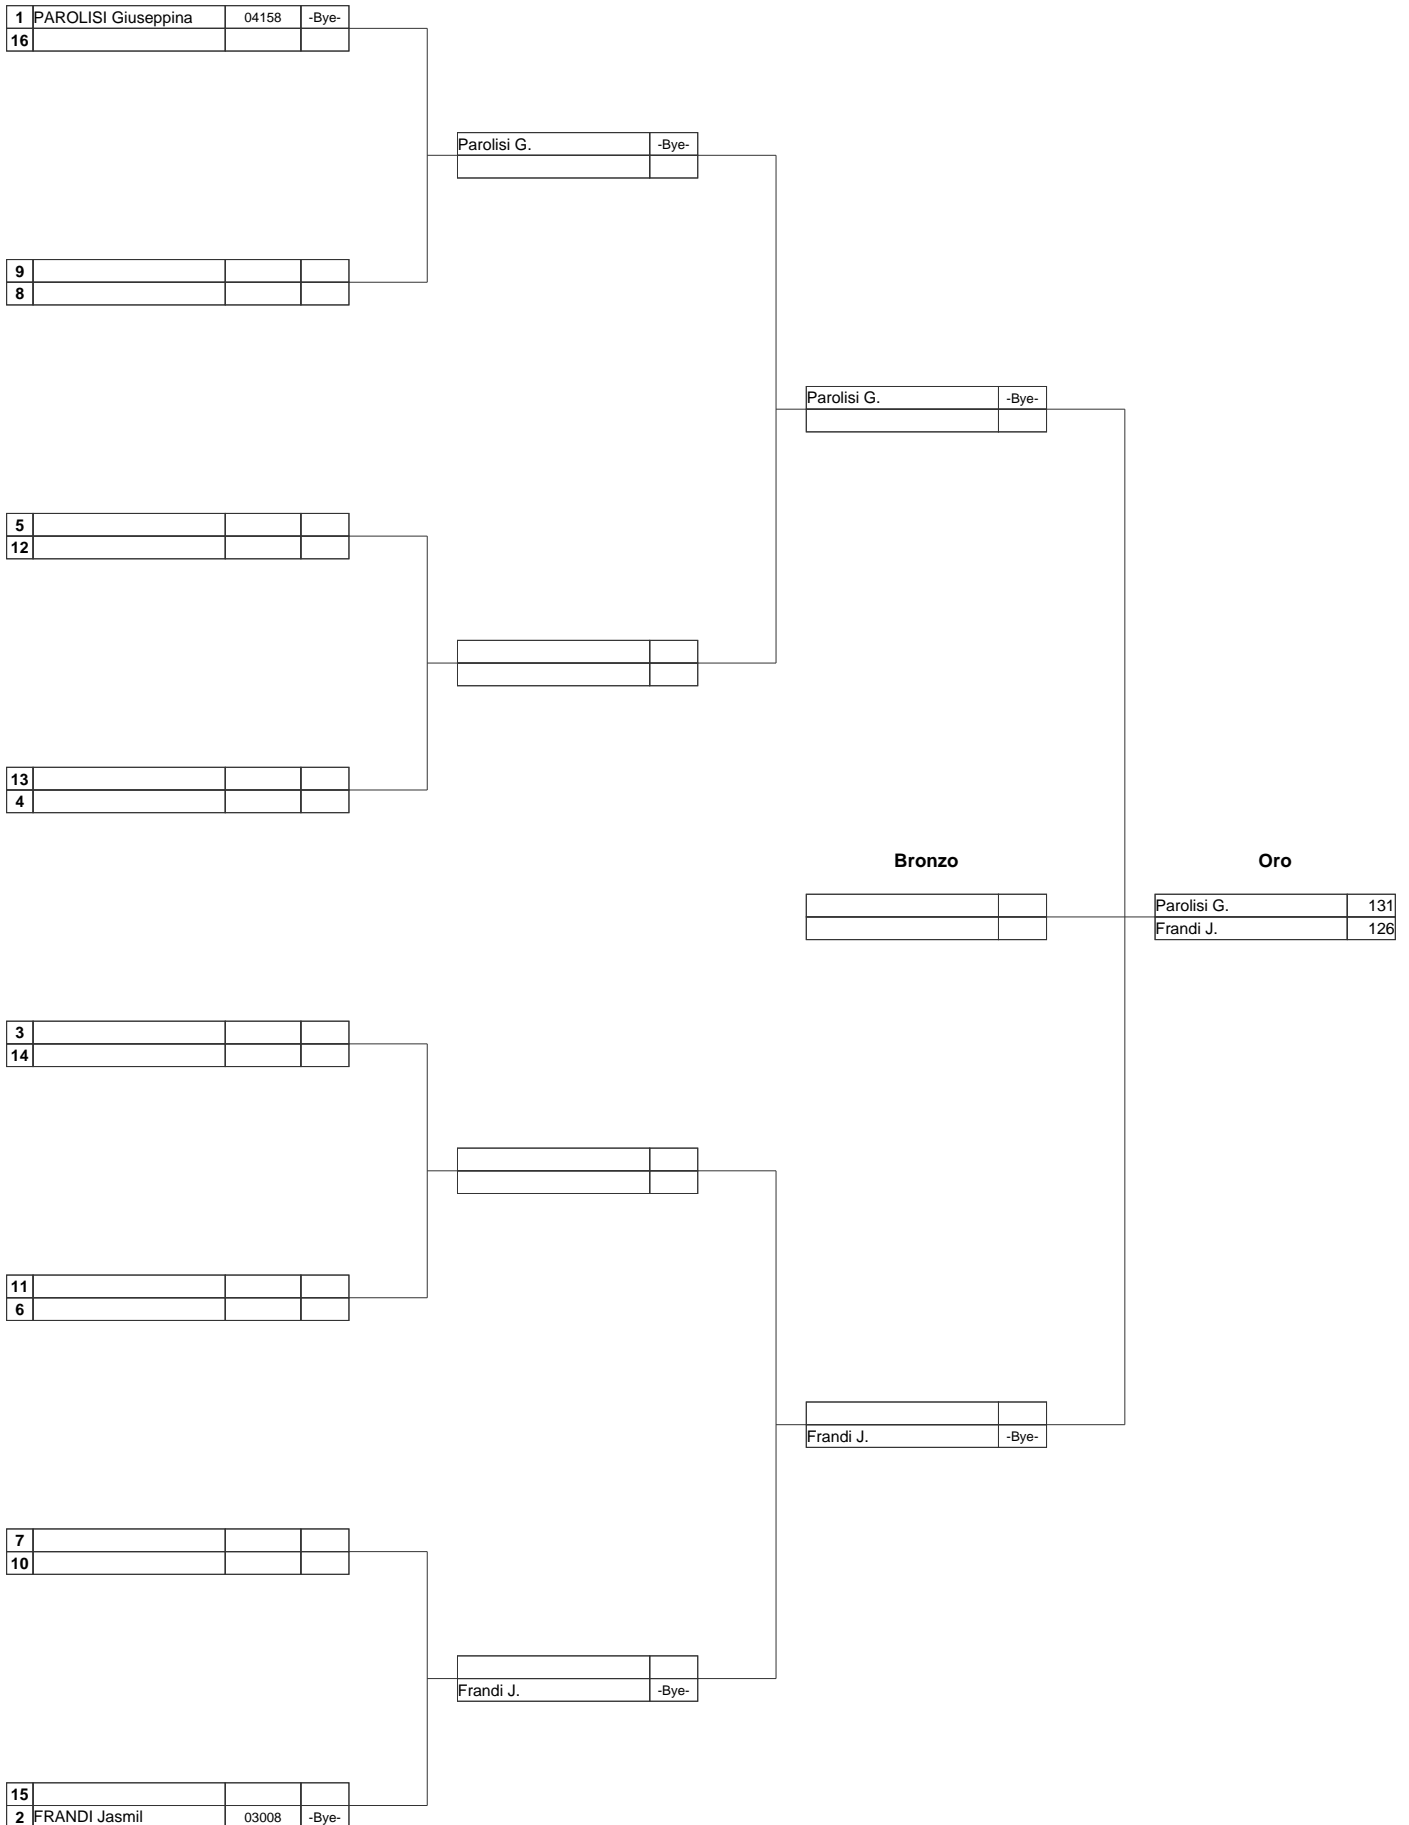 1 PAROLISI Giuseppina 04158 -Bye-
16
Parolisi G. -Bye-
9
8
Parolisi G. -Bye-
5
12
13
4
Bronzo Oro
Parolisi G. 131
Frandi J. 126
3
14
11
6
Frandi J. -Bye-
7
10
Frandi J. -Bye-
15
2 FRANDI Jasmil 03008 -Bye-